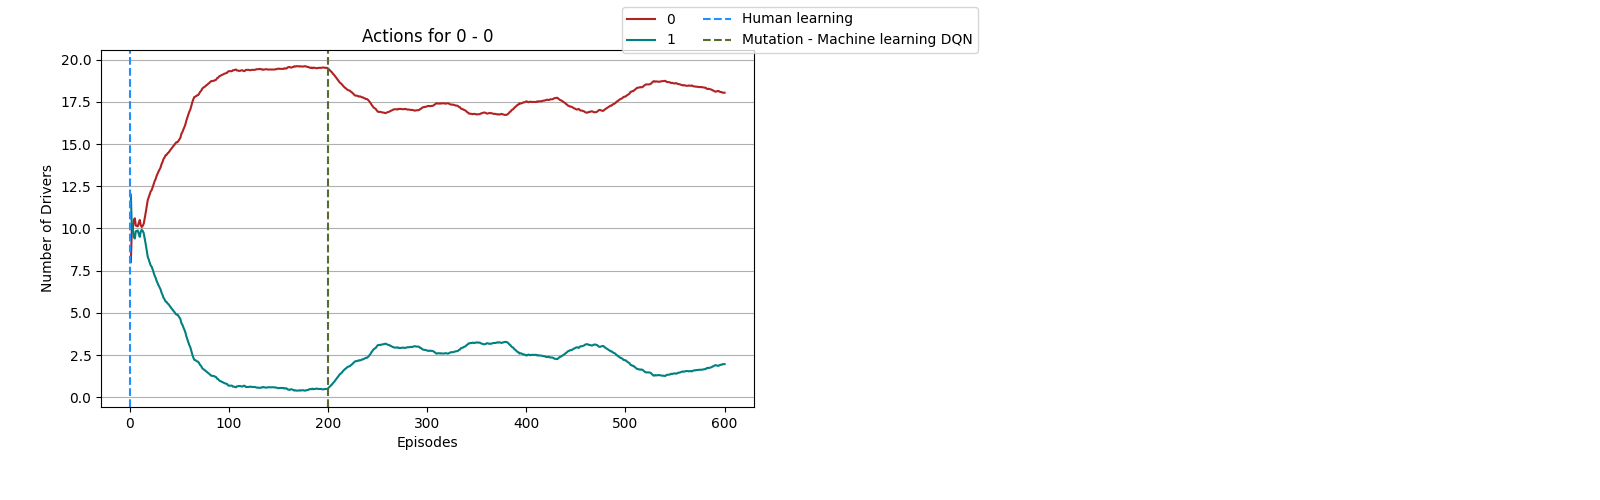 0
1
Human learning
Mutation - Machine learning DQN
Actions for 0 - 0
Number of Drivers
20.0
17.5
15.0
12.5
10.0
7.5
5.0
2.5
0.0
0 100 200 300 400 500 600
Episodes